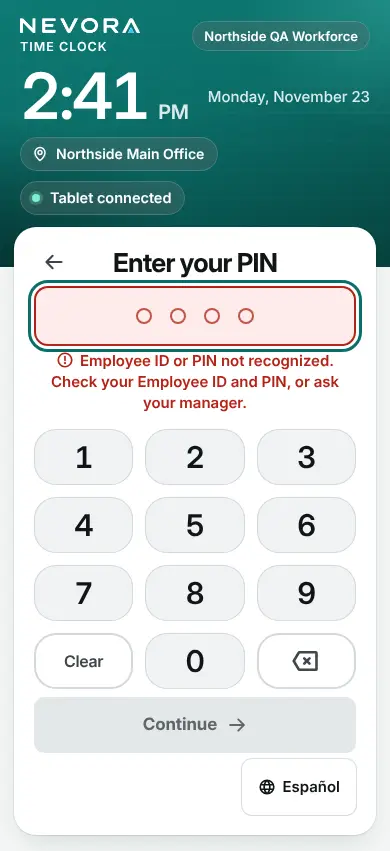 NEVORA
TIME CLOCK
Northside QA Workforce
2:41 PM
Monday, November 23
Northside Main Office
Tablet connected
Enter your PIN
Employee ID or PIN not recognized.
Check your Employee ID and PIN, or ask
your manager.
1 2 3
4 5 6
7 8 9
Clear 0
Continue
Español